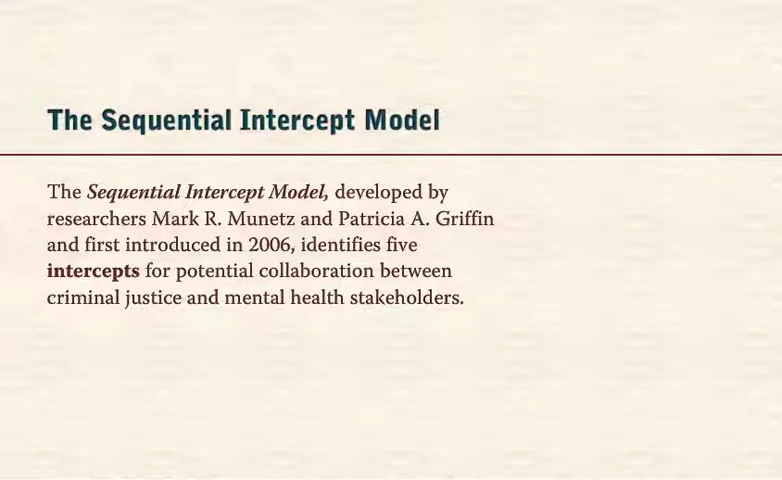 The Sequential Intercept Model
The Sequential Intercept Model, developed by
researchers Mark R. Munetz and Patricia A. Griffin
and first introduced in 2006, identifies five
intercepts for potential collaboration between
criminal justice and mental health stakeholders.